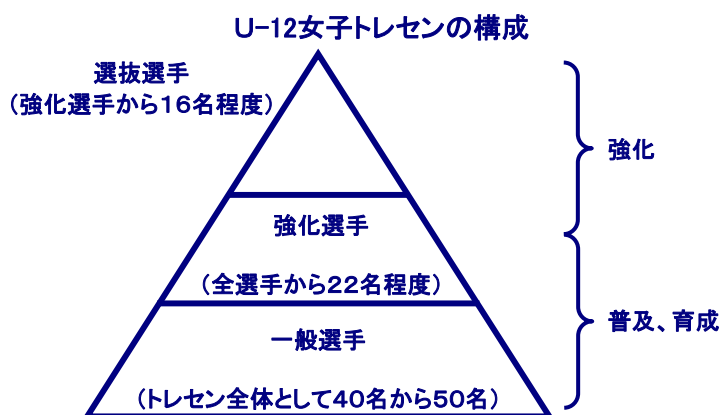 U-12女子トレセンの構成
選抜選手
（強化選手から１６名程度）
強化
強化選手
（全選手から２２名程度）
普及、育成
一般選手
（トレセン全体として４０名から５０名）